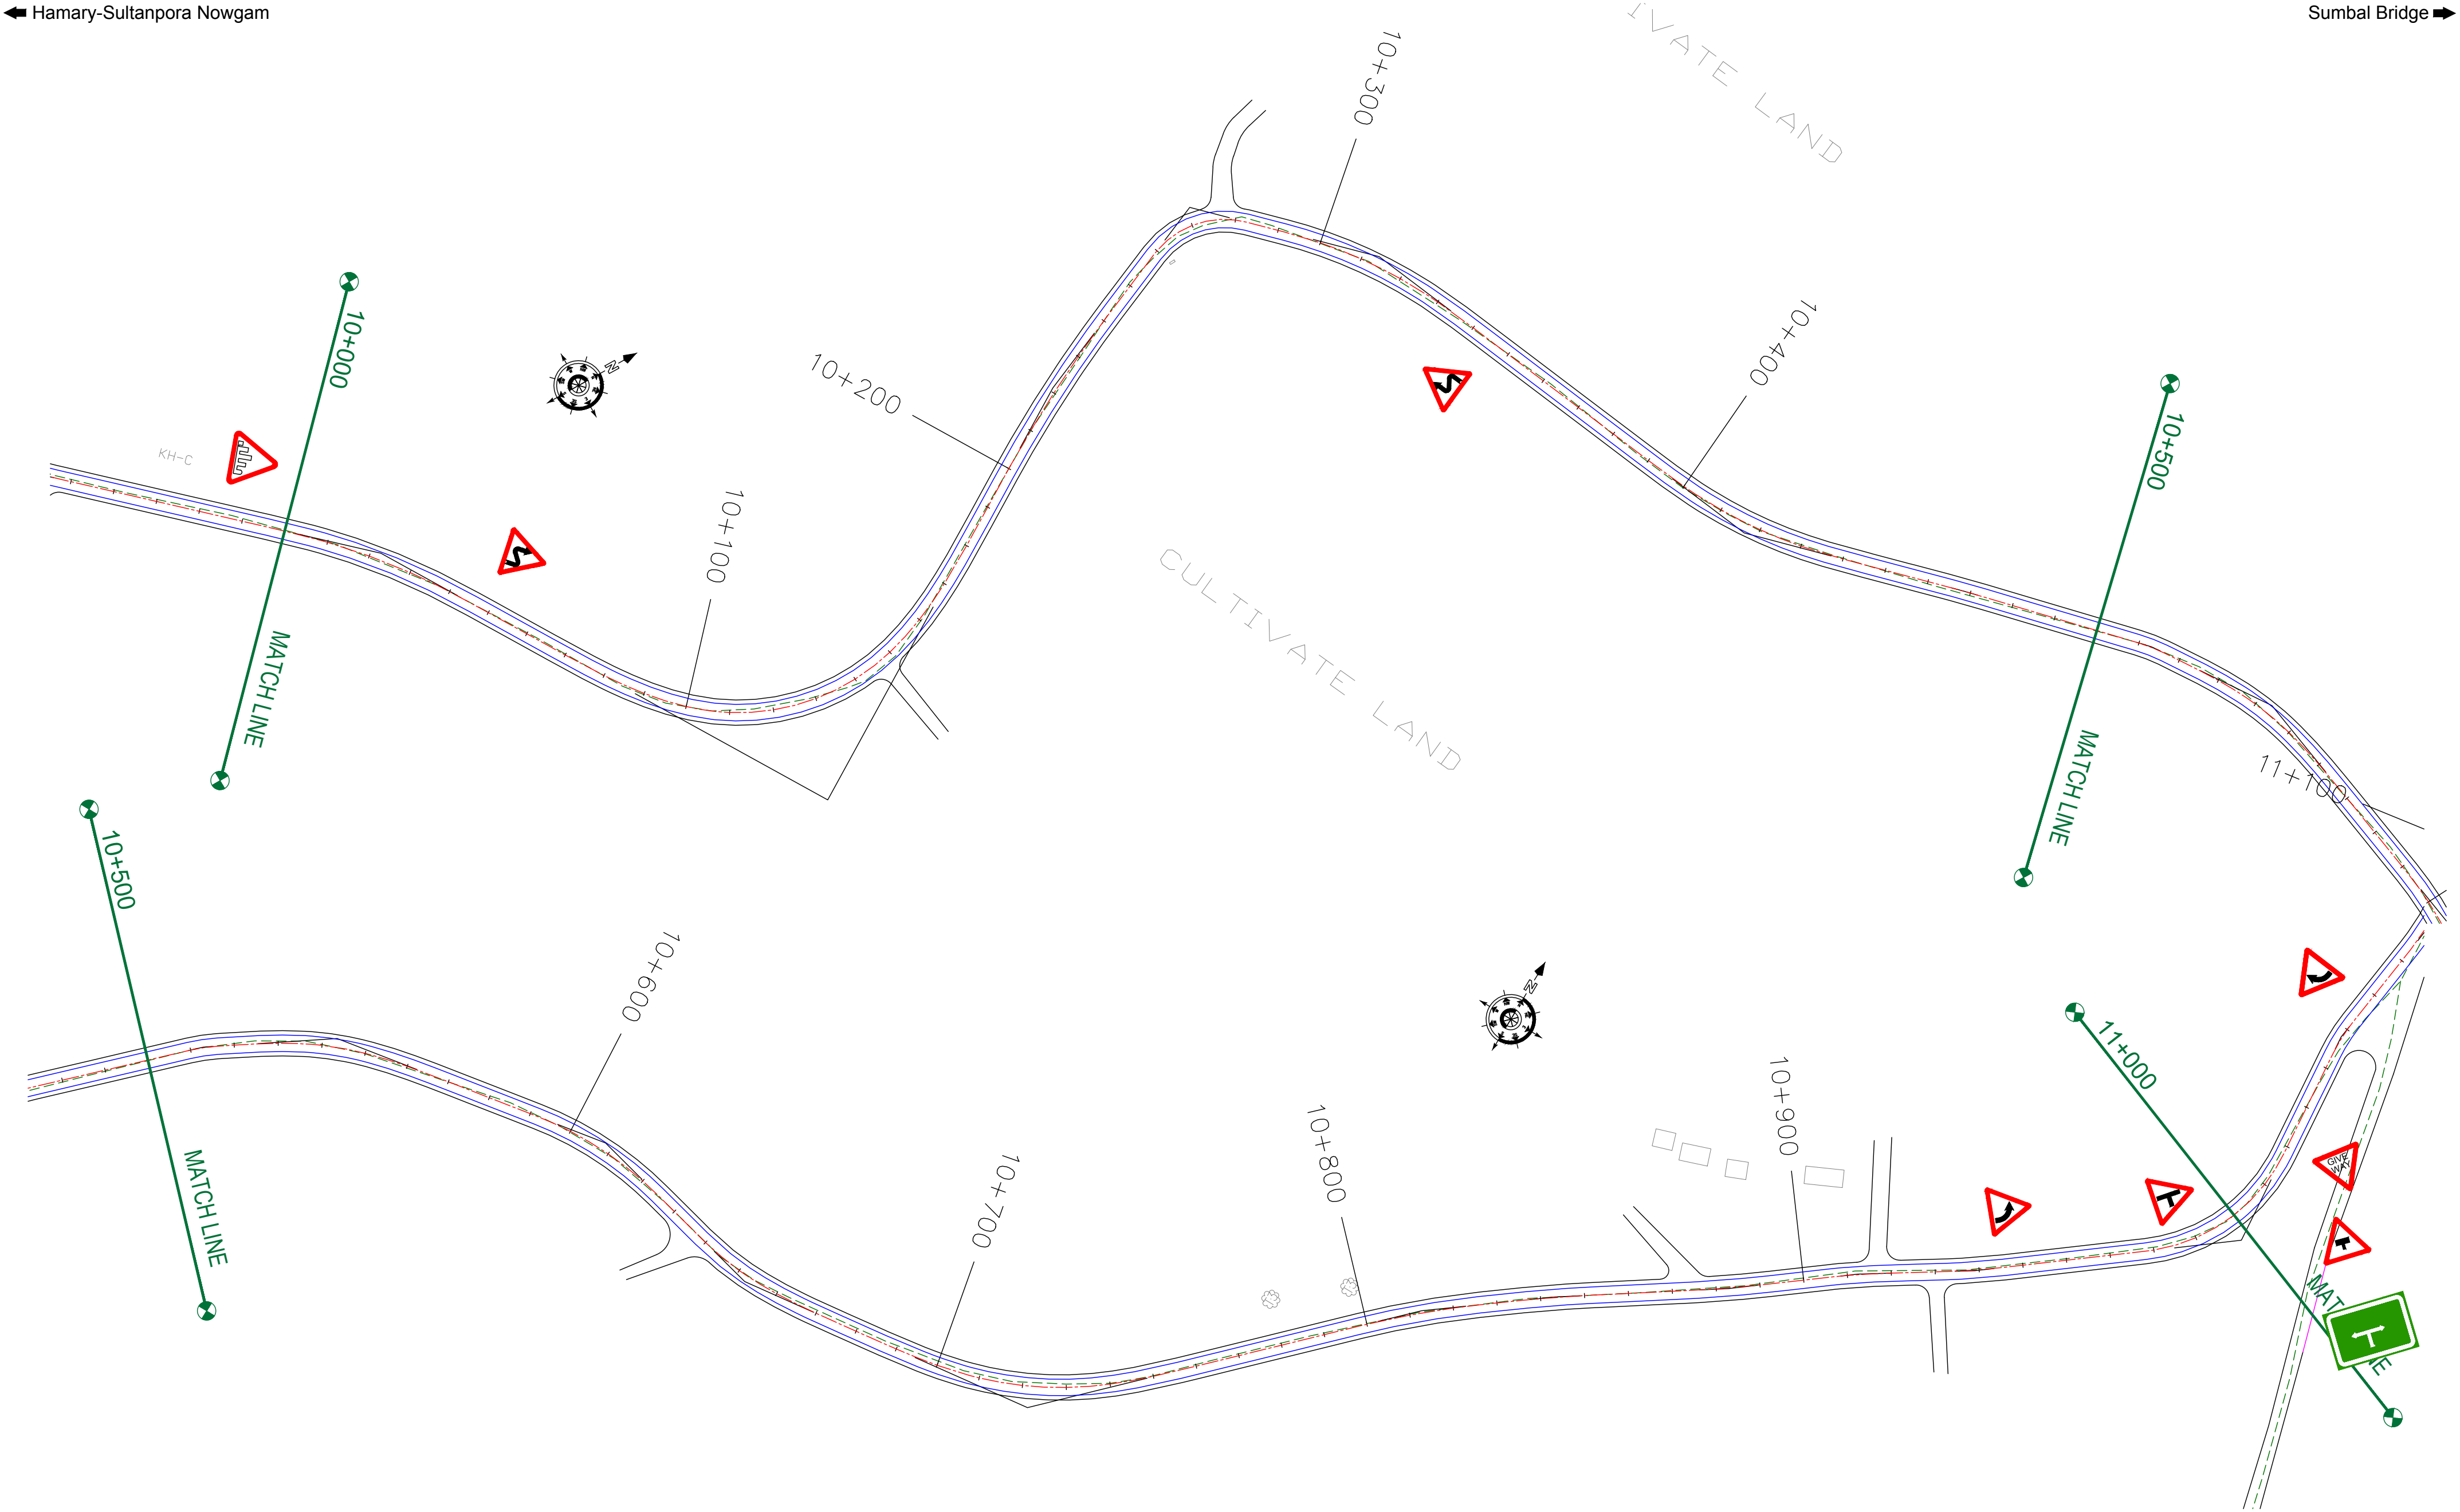 Hamary-Sultanpora Nowgam
Sumbal Bridge
IVATE LAND
10+300
10+000
10+200
10+400
10+500
N
KH-C
10+100
MATCH LINE
CULTIVATE LAND
MATCH LINE
11+100
10+500
10+600
N
11+000
10+900
10+800
10+700
MATCH LINE
GIVE
WAY
MAT
E